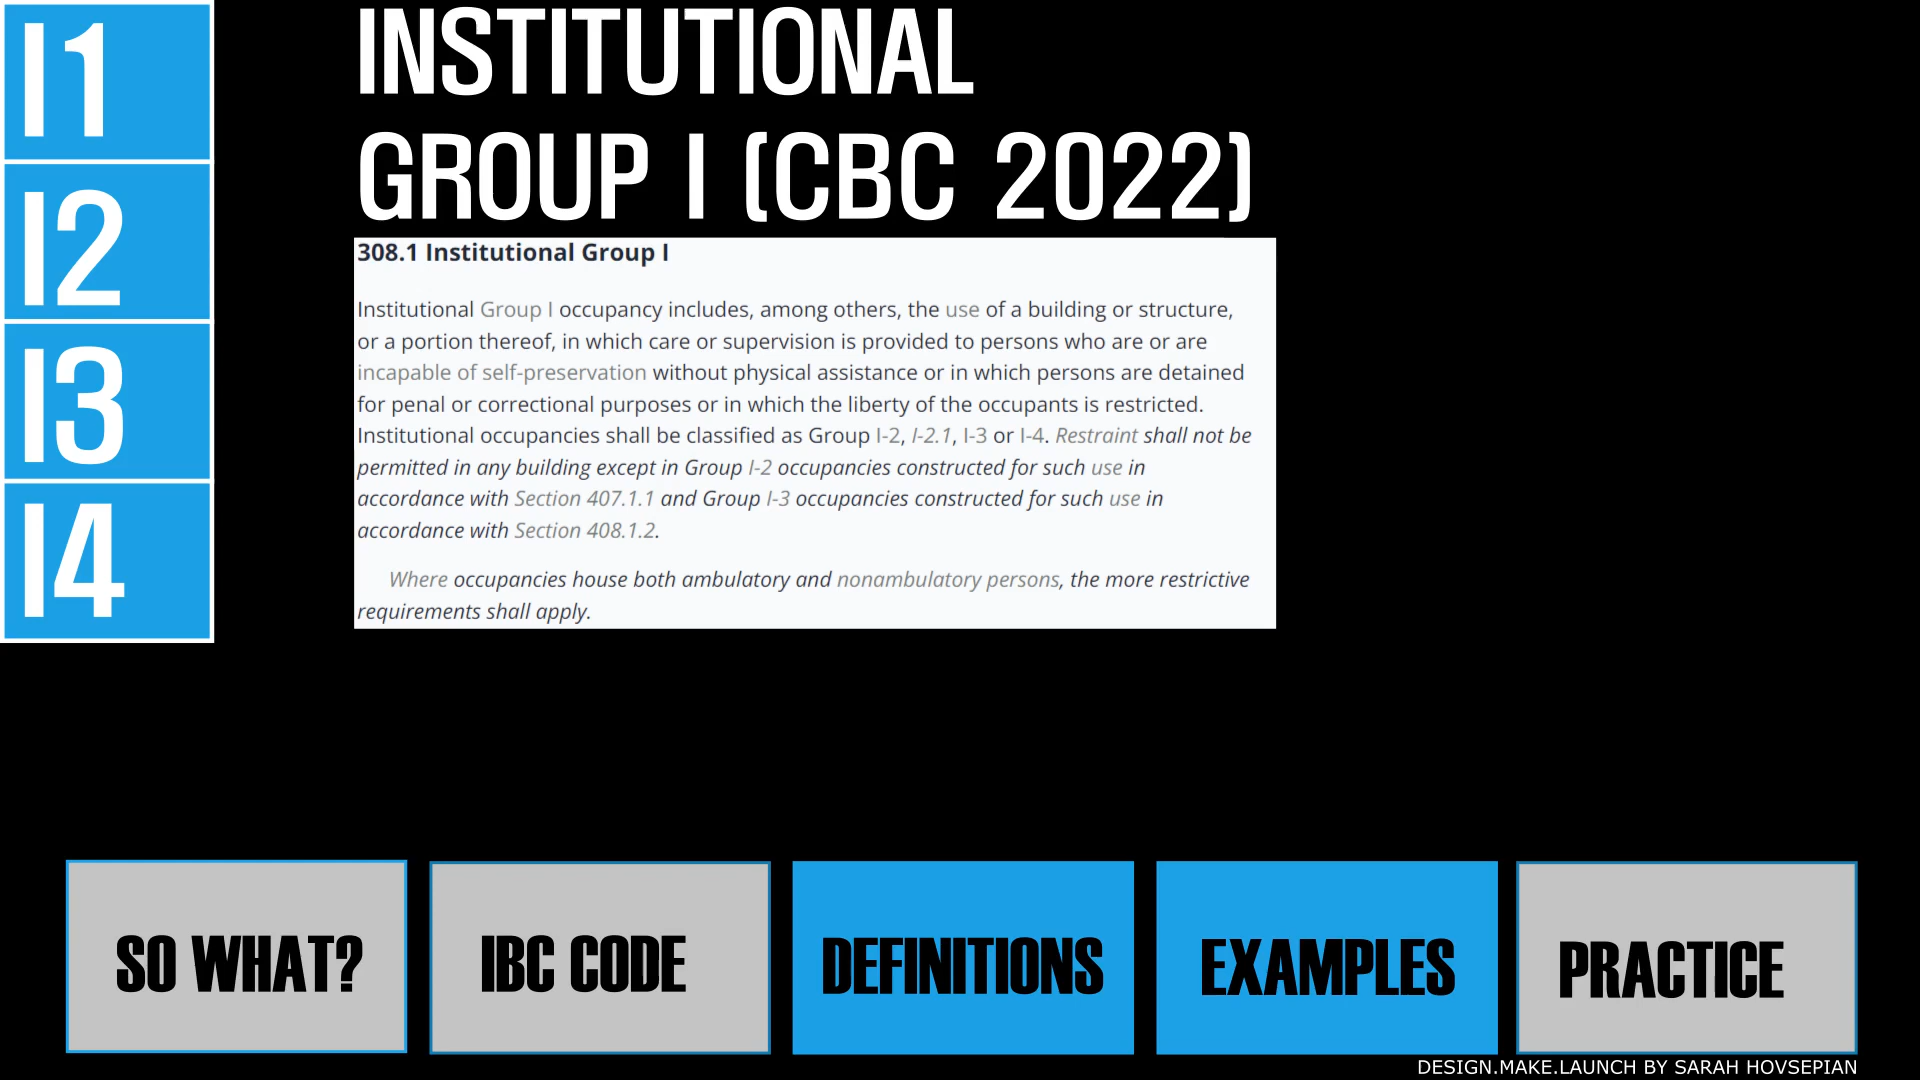 I1
I2
I3
I4
INSTITUTIONAL
GROUP I (CBC 2022)
308.1 Institutional Group I
Institutional Group I occupancy includes, among others, the use of a building or structure,
or a portion thereof, in which care or supervision is provided to persons who are or are
incapable of self-preservation without physical assistance or in which persons are detained
for penal or correctional purposes or in which the liberty of the occupants is restricted.
Institutional occupancies shall be classified as Group I-2, I-2.1, I-3 or I-4. Restraint shall not be
permitted in any building except in Group I-2 occupancies constructed for such use in
accordance with Section 407.1.1 and Group I-3 occupancies constructed for such use in
accordance with Section 408.1.2.
Where occupancies house both ambulatory and nonambulatory persons, the more restrictive
requirements shall apply.
SO WHAT?
IBC CODE
DEFINITIONS
EXAMPLES
PRACTICE
DESIGN.MAKE.LAUNCH BY SARAH HOVSEPIAN